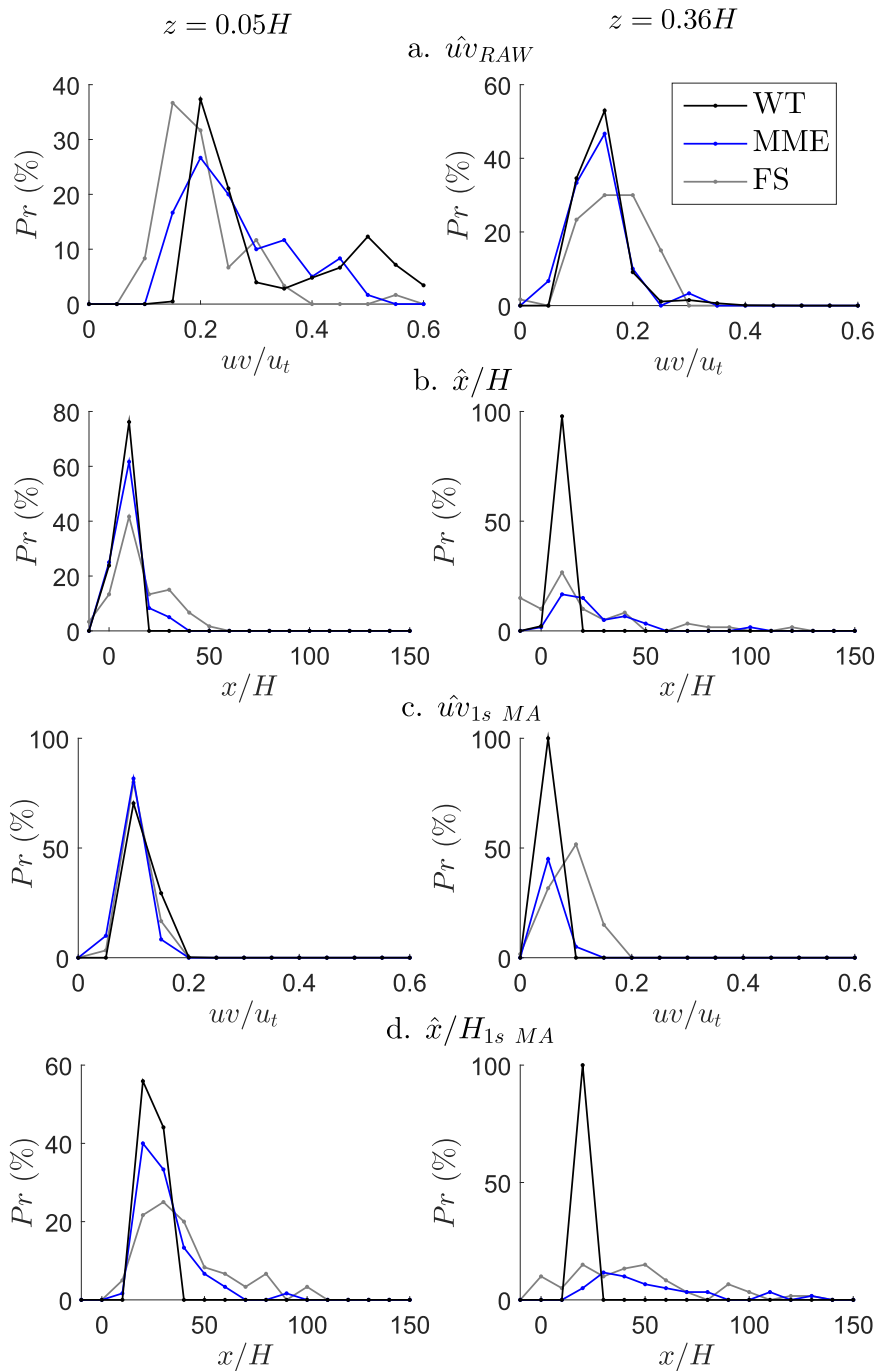 z = 0.05H
z = 0.36H
a. ûv_RAW
40
30
20
10
0
Pr (%)
0 0.2 0.4 0.6
uv/u_t
60
40
20
0
Pr (%)
0 0.2 0.4 0.6
uv/u_t
WT
MME
FS
b. x̂/H
80
60
40
20
0
Pr (%)
0 50 100 150
x/H
100
50
0
Pr (%)
0 50 100 150
x/H
c. ûv_1s MA
100
50
0
Pr (%)
0 0.2 0.4 0.6
uv/u_t
100
50
0
Pr (%)
0 0.2 0.4 0.6
uv/u_t
d. x̂/H_1s MA
60
40
20
0
Pr (%)
0 50 100 150
x/H
100
50
0
Pr (%)
0 50 100 150
x/H